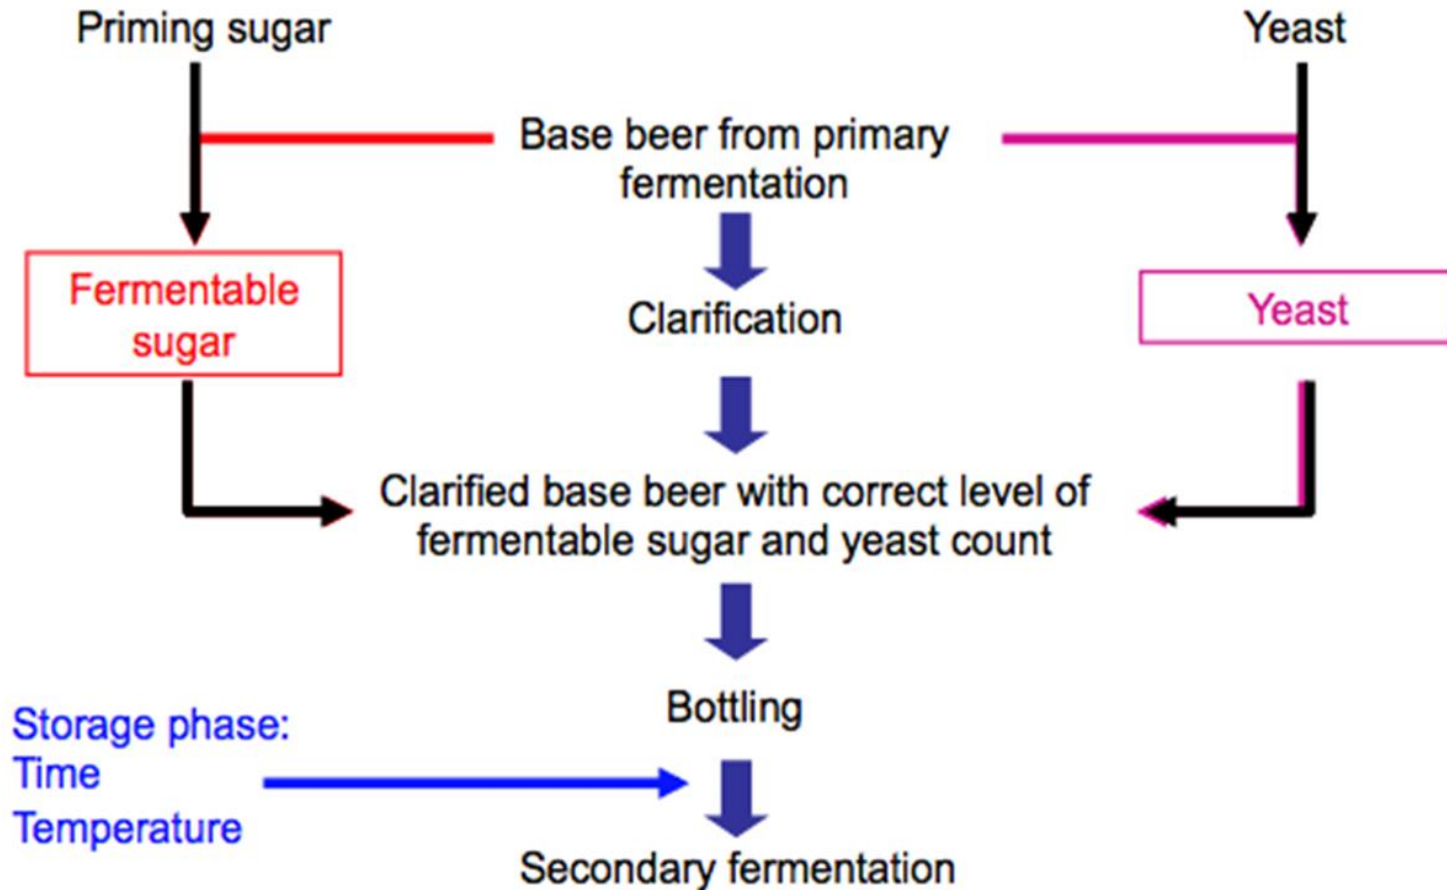 Priming sugar
Yeast
Base beer from primary
fermentation
Fermentable
sugar
Clarification
Yeast
Clarified base beer with correct level of
fermentable sugar and yeast count
Bottling
Storage phase:
Time
Temperature
Secondary fermentation